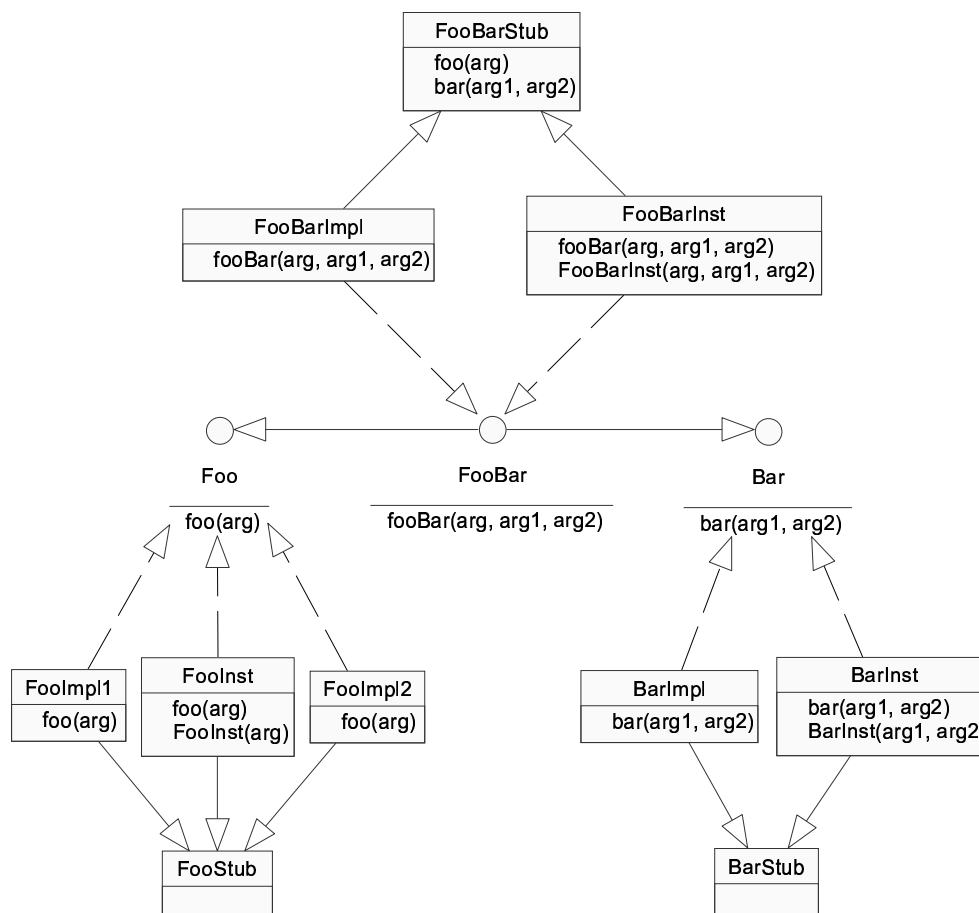 FooBarStub
foo(arg)
bar(arg1, arg2)
FooBarImpl
fooBar(arg, arg1, arg2)
FooBarInst
fooBar(arg, arg1, arg2)
FooBarInst(arg, arg1, arg2)
Foo
foo(arg)
FooBar
fooBar(arg, arg1, arg2)
Bar
bar(arg1, arg2)
FooImpl1
foo(arg)
FooInst
foo(arg)
FooInst(arg)
FooImpl2
foo(arg)
BarImpl
bar(arg1, arg2)
BarInst
bar(arg1, arg2)
BarInst(arg1, arg2
FooStub
BarStub